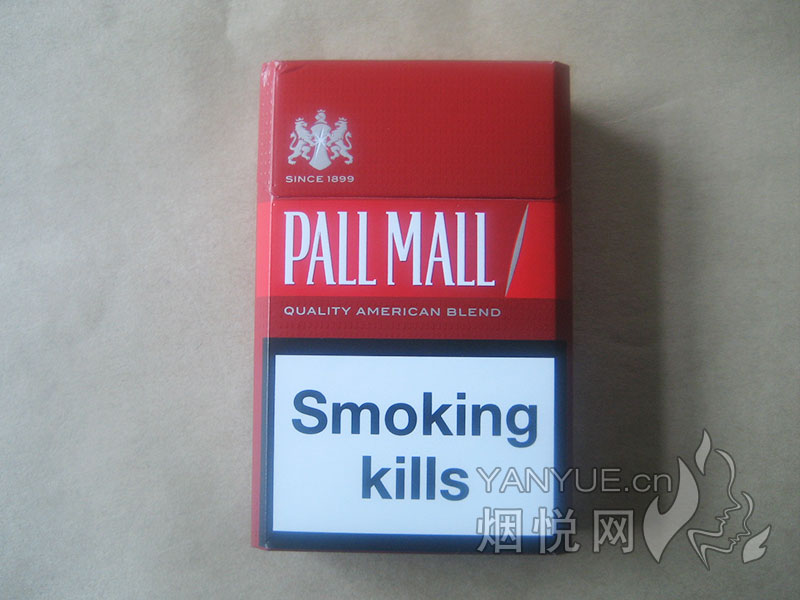 SINCE 1899
PALL MALL
QUALITY AMERICAN BLEND
Smoking
kills
YANYUE.cn
烟悦网